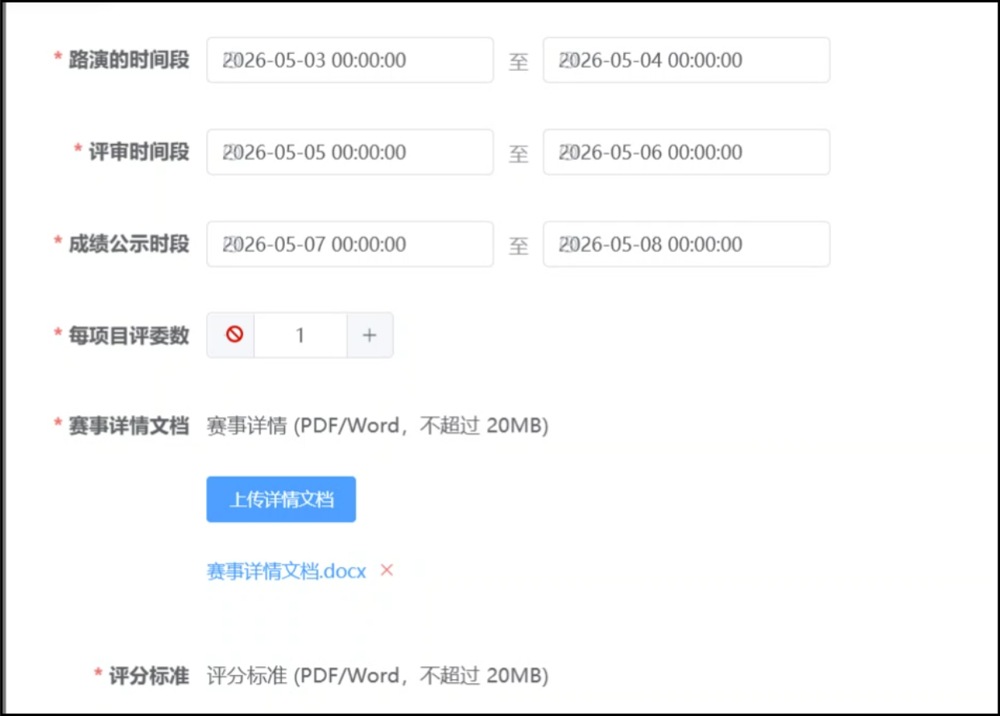 * 路演的时间段 2026-05-03 00:00:00 至 2026-05-04 00:00:00
* 评审时间段 2026-05-05 00:00:00 至 2026-05-06 00:00:00
* 成绩公示时段 2026-05-07 00:00:00 至 2026-05-08 00:00:00
* 每项目评委数 1 +
* 赛事详情文档 赛事详情 (PDF/Word，不超过 20MB)
上传详情文档
赛事详情文档.docx ×
* 评分标准 评分标准 (PDF/Word，不超过 20MB)